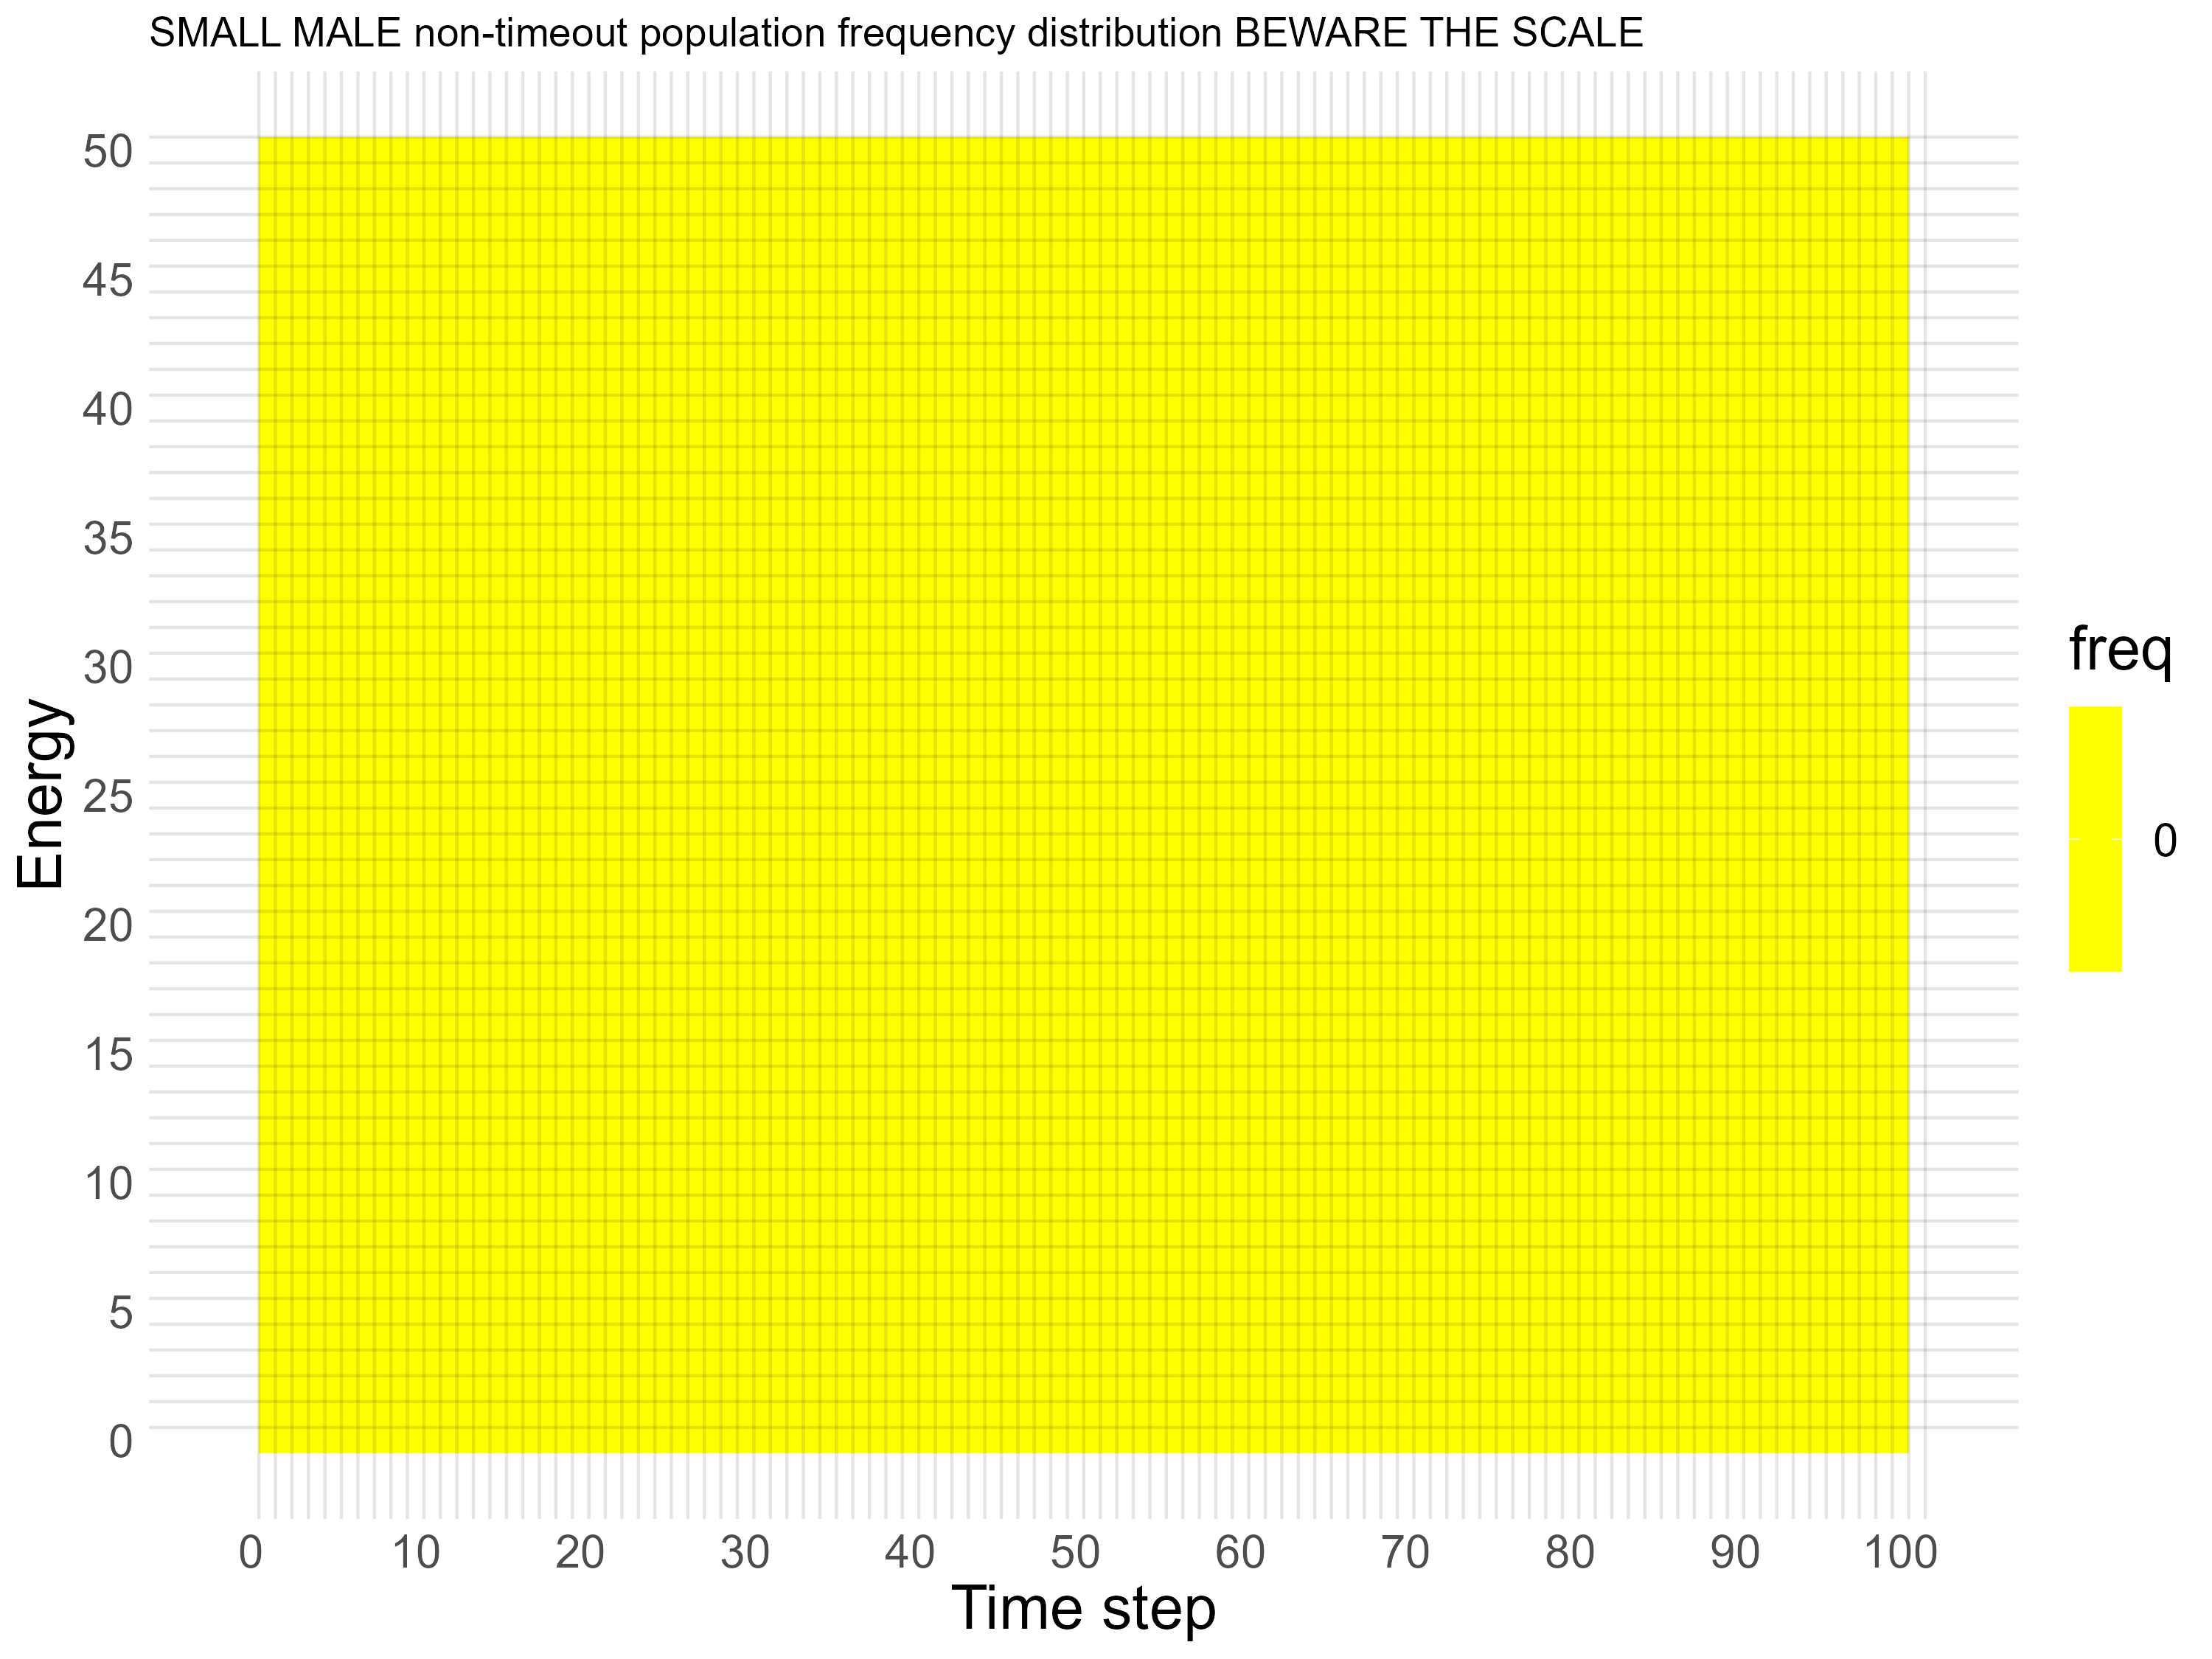 SMALL MALE non-timeout population frequency distribution BEWARE THE SCALE
50
45
40
35
30
25
20
15
10
5
0
Energy
0 10 20 30 40 50 60 70 80 90 100
Time step
freq
0